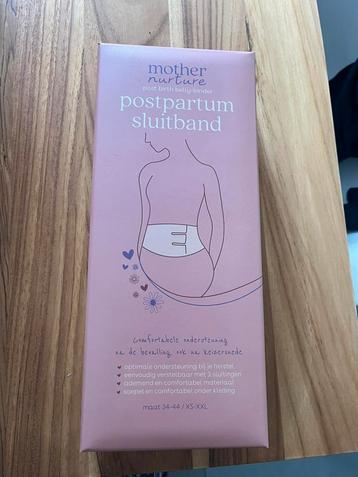 mother
nurture
post birth belly-binder
postpartum
sluitband
Comfortabele ondersteuning
na de bevalling, ook na keizersnede
optimale ondersteuning bij je herstel
eenvoudig verstelbaar met 3 sluitingen
ademend en comfortabel materiaal
soepel en comfortabel onder kleding
maat 34-44 / XS-XXL